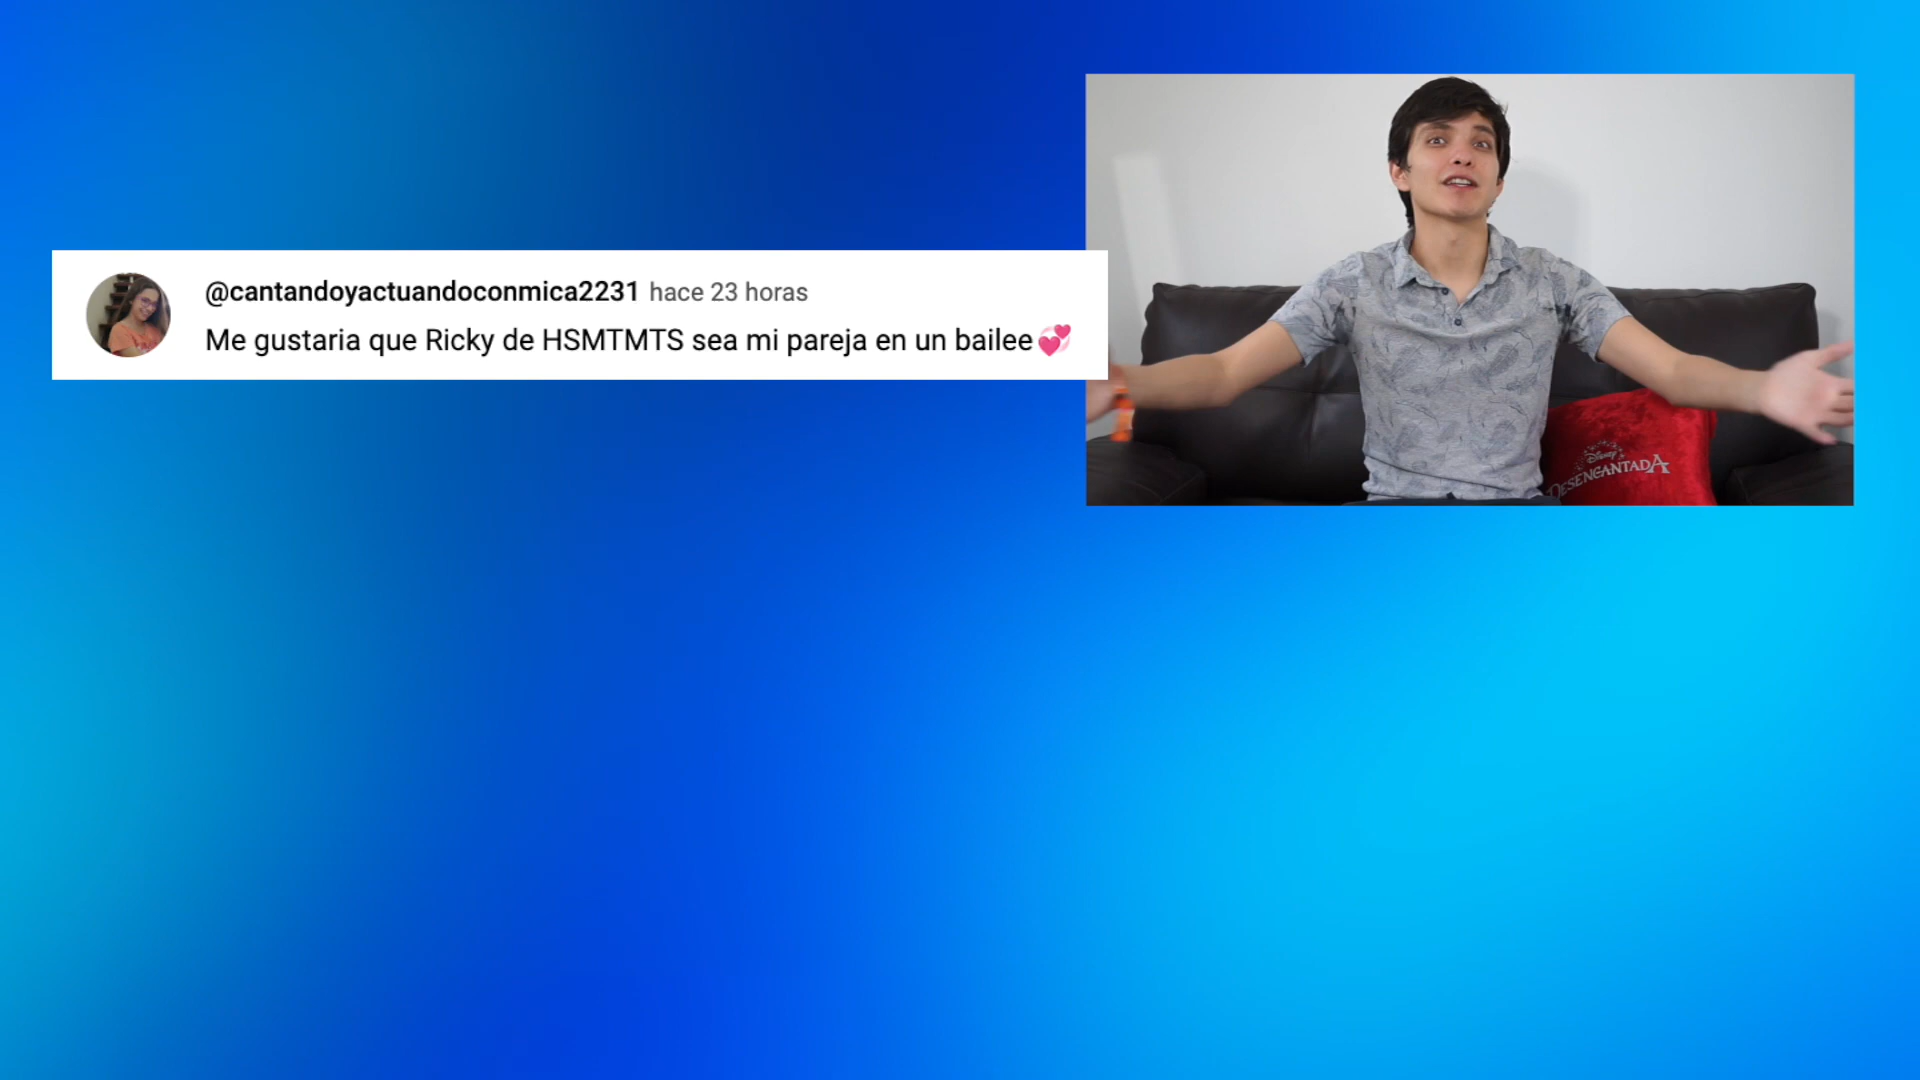 @cantandoyactuandoconmica2231 hace 23 horas
Me gustaria que Ricky de HSMTMTS sea mi pareja en un bailee💞
Disney
DESENCANTADA